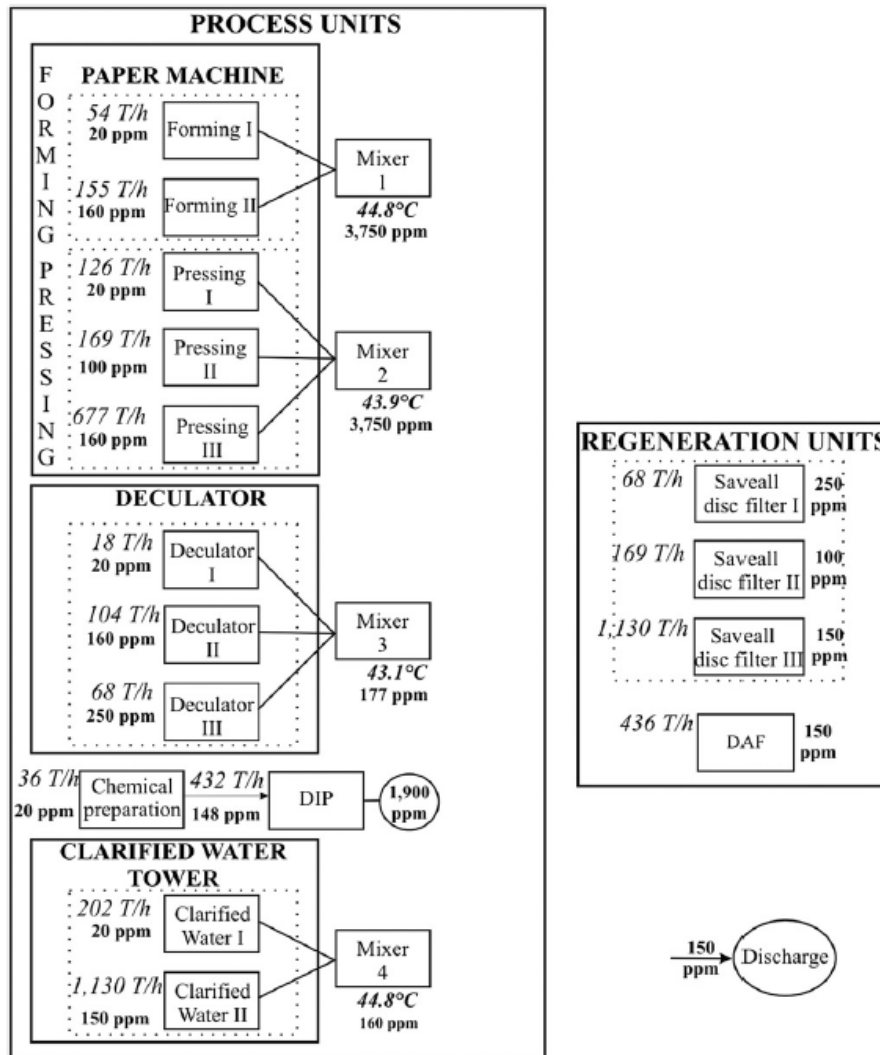 PROCESS UNITS
FORMING
PRESSING
PAPER MACHINE
54 T/h
20 ppm
Forming I
155 T/h
160 ppm
Forming II
Mixer
1
44.8°C
3,750 ppm
126 T/h
20 ppm
Pressing
I
169 T/h
100 ppm
Pressing
II
677 T/h
160 ppm
Pressing
III
Mixer
2
43.9°C
3,750 ppm
DECULATOR
18 T/h
20 ppm
Deculator
I
104 T/h
160 ppm
Deculator
II
68 T/h
250 ppm
Deculator
III
Mixer
3
43.1°C
177 ppm
36 T/h
20 ppm
Chemical
preparation
432 T/h
148 ppm
DIP
1,900
ppm
CLARIFIED WATER
TOWER
202 T/h
20 ppm
Clarified
Water I
1,130 T/h
150 ppm
Clarified
Water II
Mixer
4
44.8°C
160 ppm
REGENERATION UNITS
68 T/h
Saveall
disc filter I
250
ppm
169 T/h
Saveall
disc filter II
100
ppm
1,130 T/h
Saveall
disc filter III
150
ppm
436 T/h
DAF
150
ppm
150
ppm
Discharge